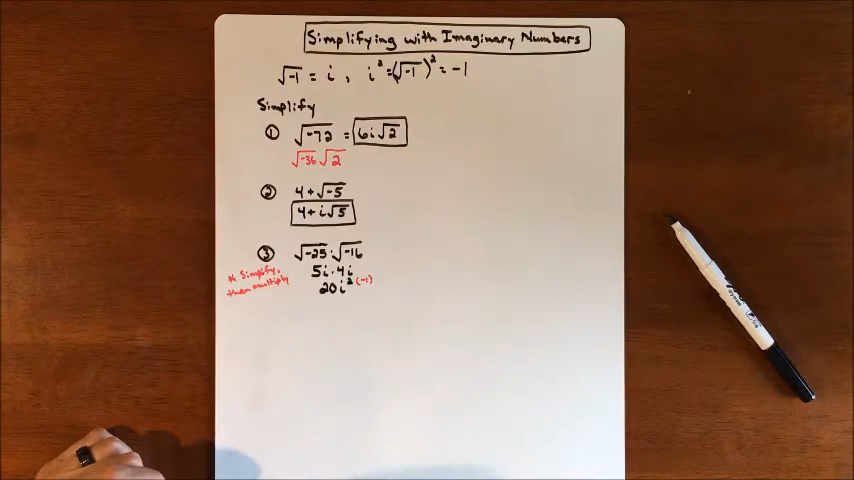 Simplifying with Imaginary Numbers
√-1 = i , i² = (√-1)² = -1
Simplify
① √-72 = 6i√2
√-36 √2
② 4 + √-5
4 + i√5
③ √-25 · √-16
5i · 4i
20i² (-1)
* Simplify,
then multiply